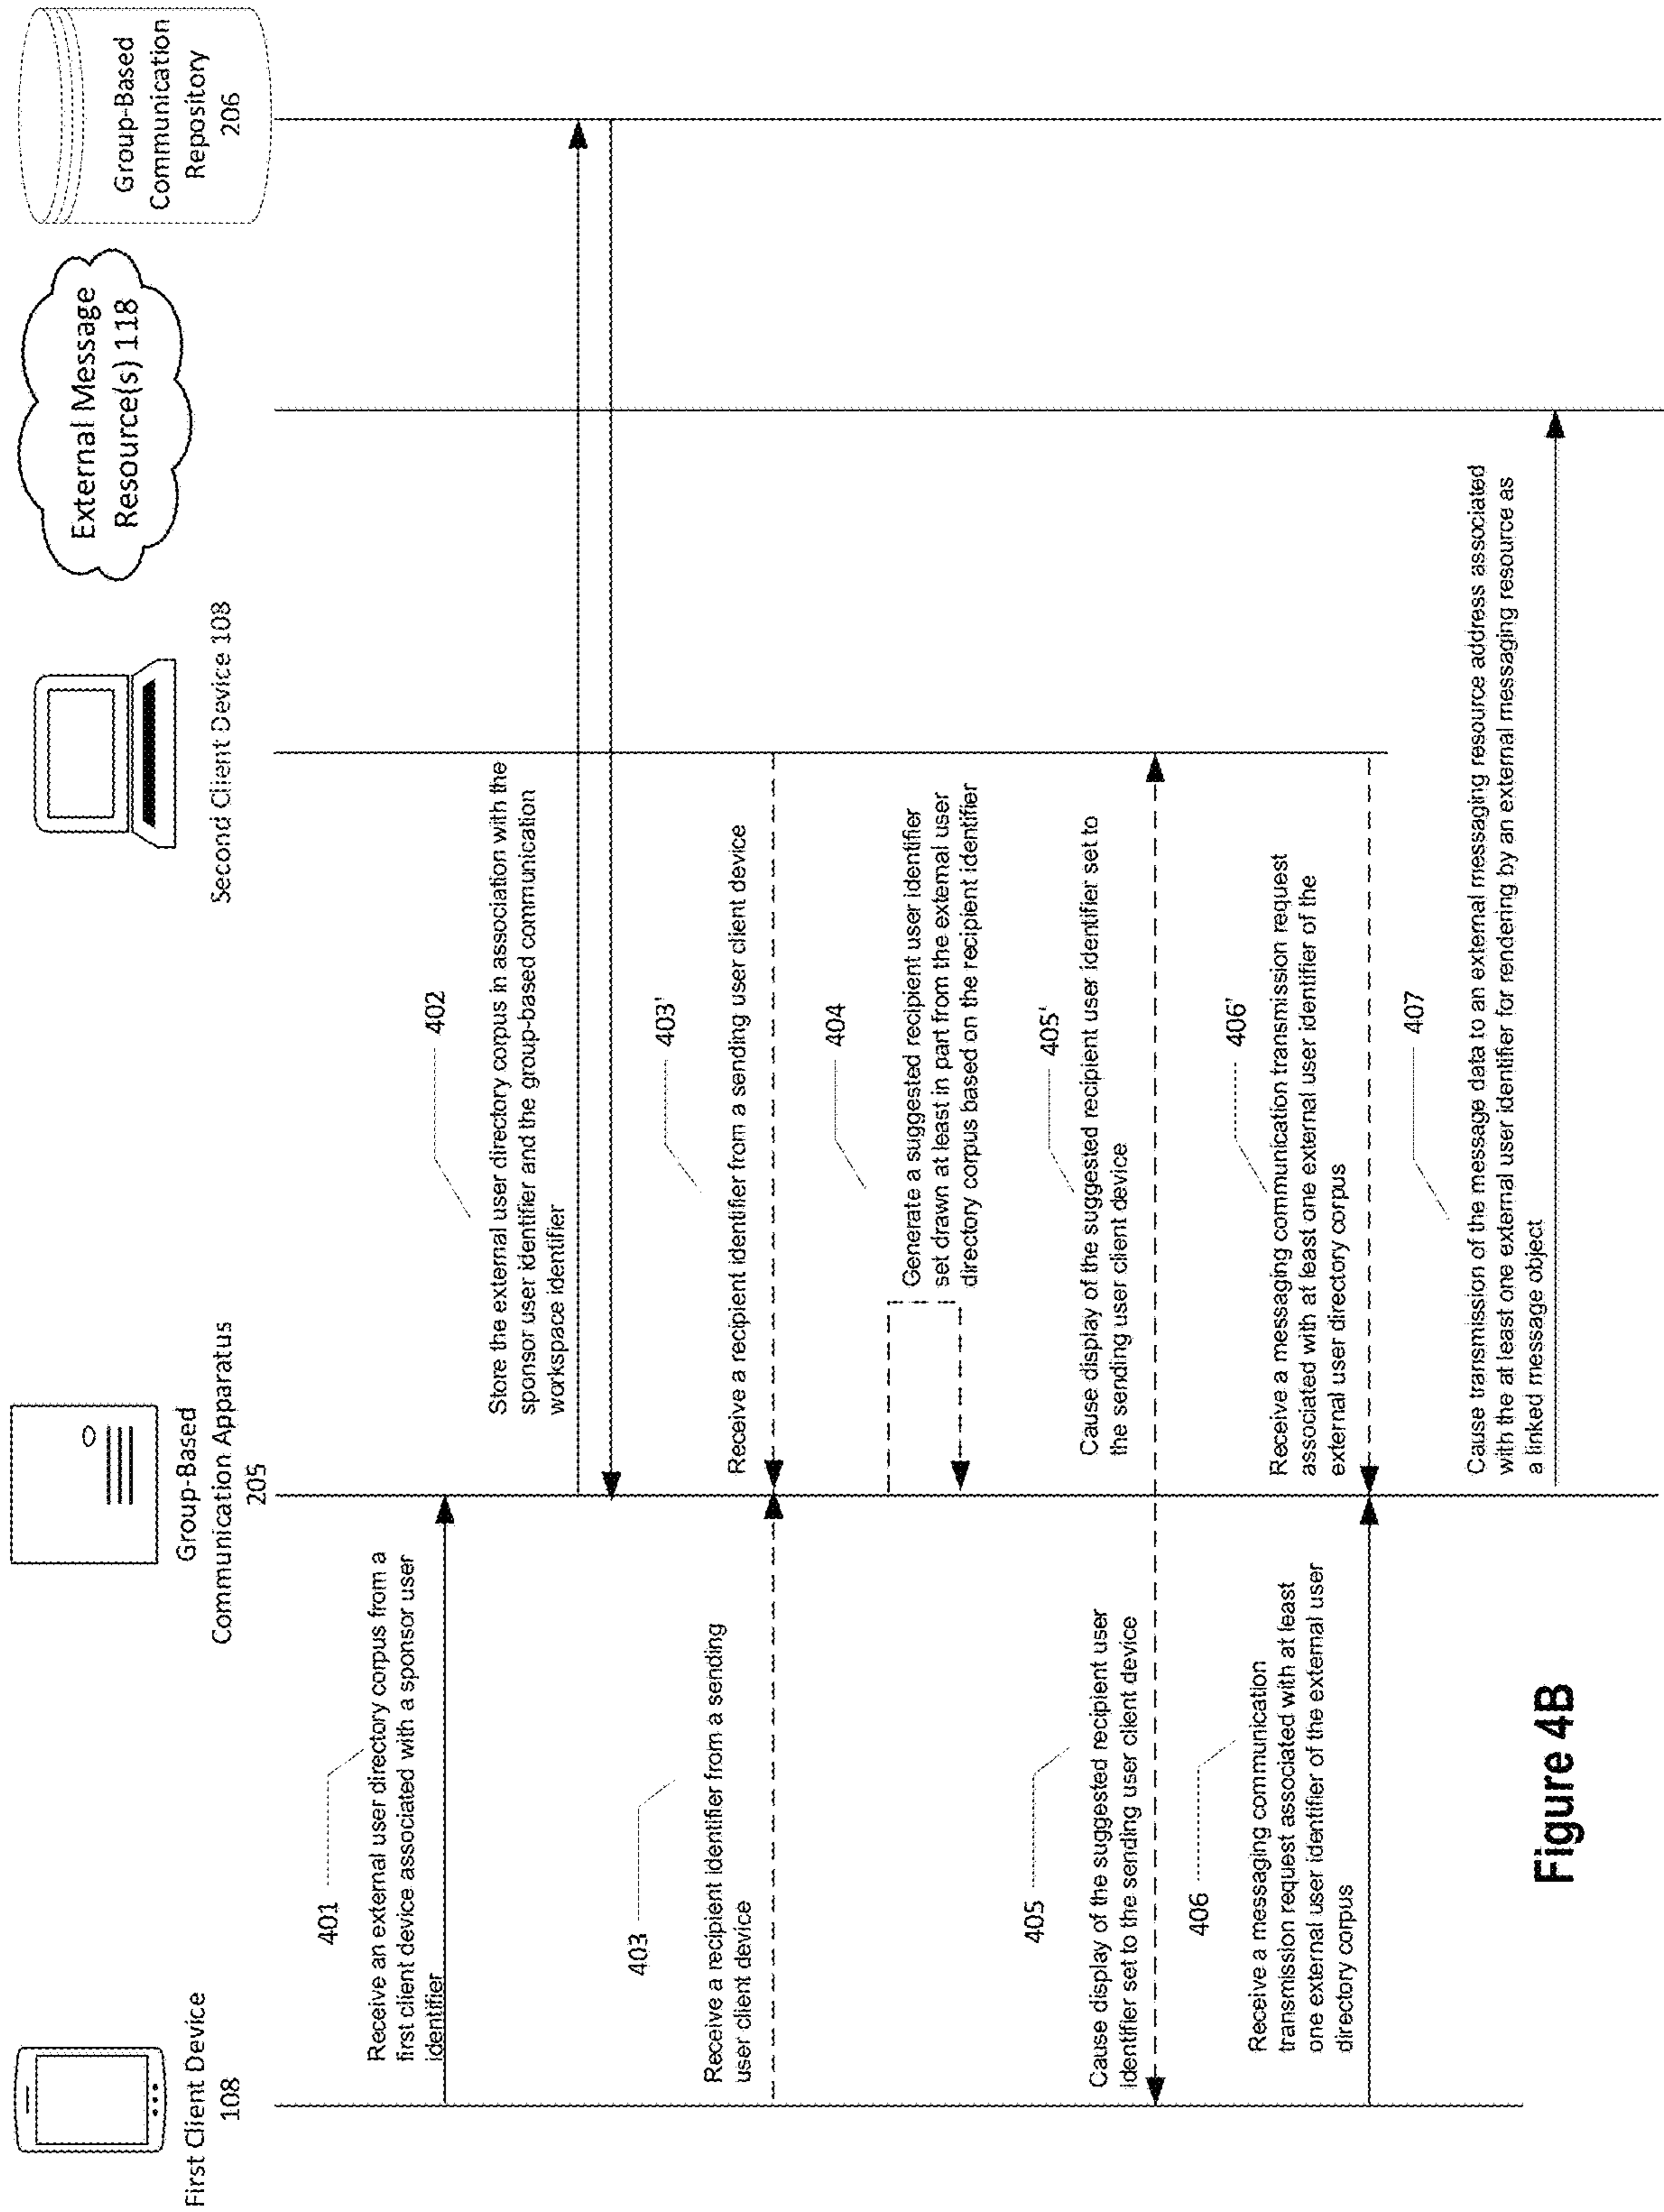 First Client Device
108
Group-Based
Communication Apparatus
205
Second Client Device 108
External Message
Resource(s) 118
Group-Based
Communication
Repository
206
401
Receive an external user directory corpus from a
first client device associated with a sponsor user
identifier
402
Store the external user directory corpus in association with the
sponsor user identifier and the group-based communication
workspace identifier
403
Receive a recipient identifier from a sending
user client device
403'
Receive a recipient identifier from a sending user client device
404
Generate a suggested recipient user identifier
set drawn at least in part from the external user
directory corpus based on the recipient identifier
405
Cause display of the suggested recipient user
identifier set to the sending user client device
405'
Cause display of the suggested recipient user identifier set to
the sending user client device
406
Receive a messaging communication
transmission request associated with at least
one external user identifier of the external user
directory corpus
406'
Receive a messaging communication transmission request
associated with at least one external user identifier of the
external user directory corpus
407
Cause transmission of the message data to an external messaging resource address associated
with the at least one external user identifier for rendering by an external messaging resource as
a linked message object
Figure 4B